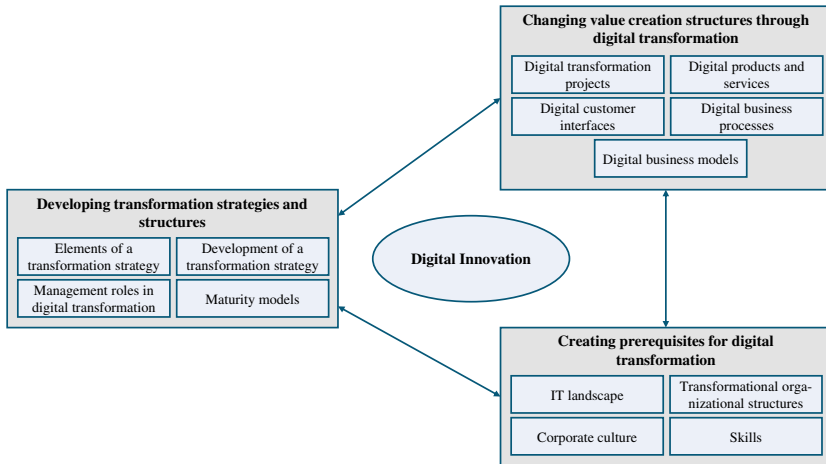 Changing value creation structures through
digital transformation
Digital transformation
projects
Digital products and
services
Digital customer
interfaces
Digital business
processes
Digital business models
Developing transformation strategies and
structures
Elements of a
transformation strategy
Development of a
transformation strategy
Management roles in
digital transformation
Maturity models
Digital Innovation
Creating prerequisites for digital
transformation
IT landscape
Transformational orga-
nizational structures
Corporate culture
Skills